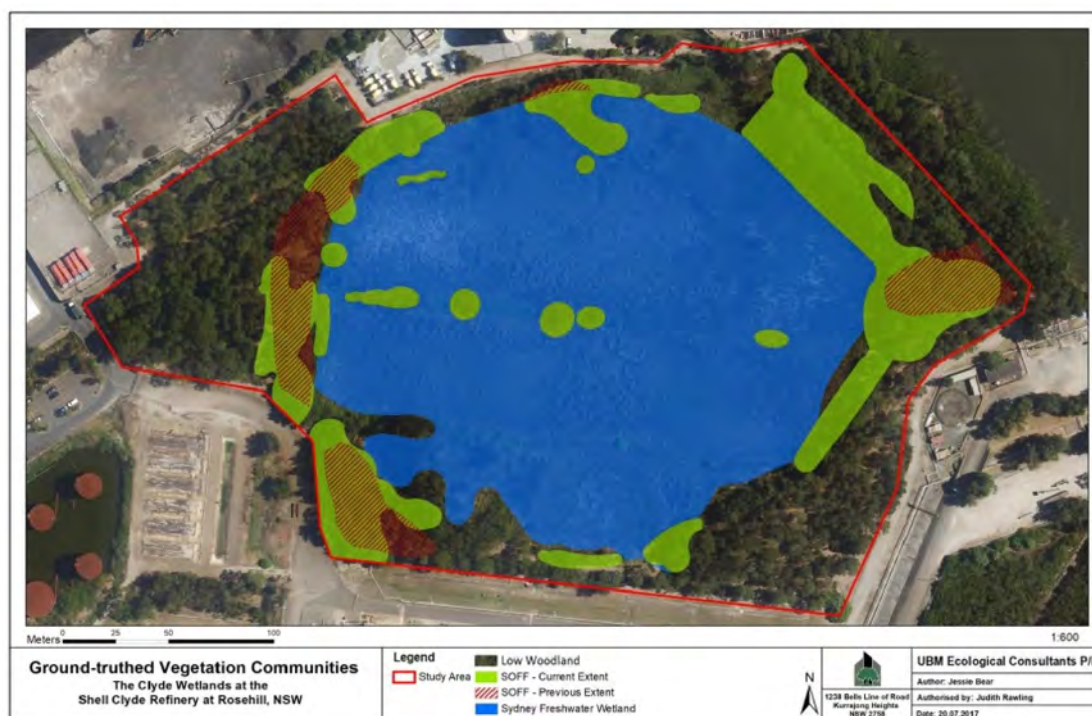 Meters 0 25 50 100
1:600
Ground-truthed Vegetation Communities
The Clyde Wetlands at the
Shell Clyde Refinery at Rosehill, NSW
Legend
Study Area
Low Woodland
SOFF - Current Extent
SOFF - Previous Extent
Sydney Freshwater Wetland
N
1238 Bells Line of Road
Kurrajong Heights
NSW 2758
UBM Ecological Consultants P/
Author: Jessie Bear
Authorised by: Judith Rawling
Date: 20.07.2017